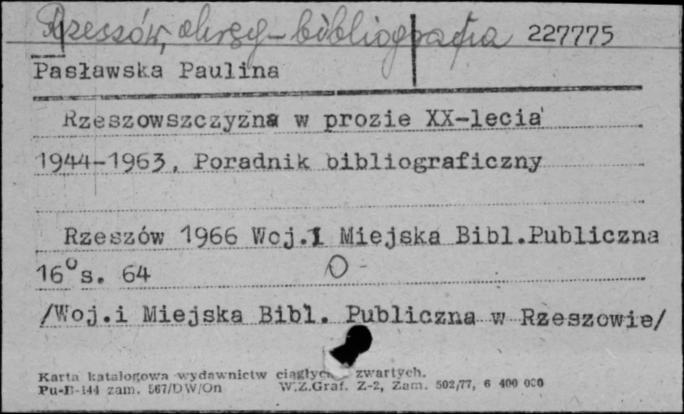 Rzeszów, okręg - bibliografia 227775
Pasławska Paulina
Rzeszowszczyzna w prozie XX-lecia
1944-1963, Poradnik bibliograficzny
Rzeszów 1966 Woj.I Miejska Bibl.Publiczna
16° s. 64 O -
/Woj.i Miejska Bibl. Publiczna w Rzeszowie/
Karta katalogowa wydawnictw ciągłych zwartych.
Pu-B-144 zam. 567/DW/On W.Z.Graf. Z-2, Zam. 502/77, 6 400 000